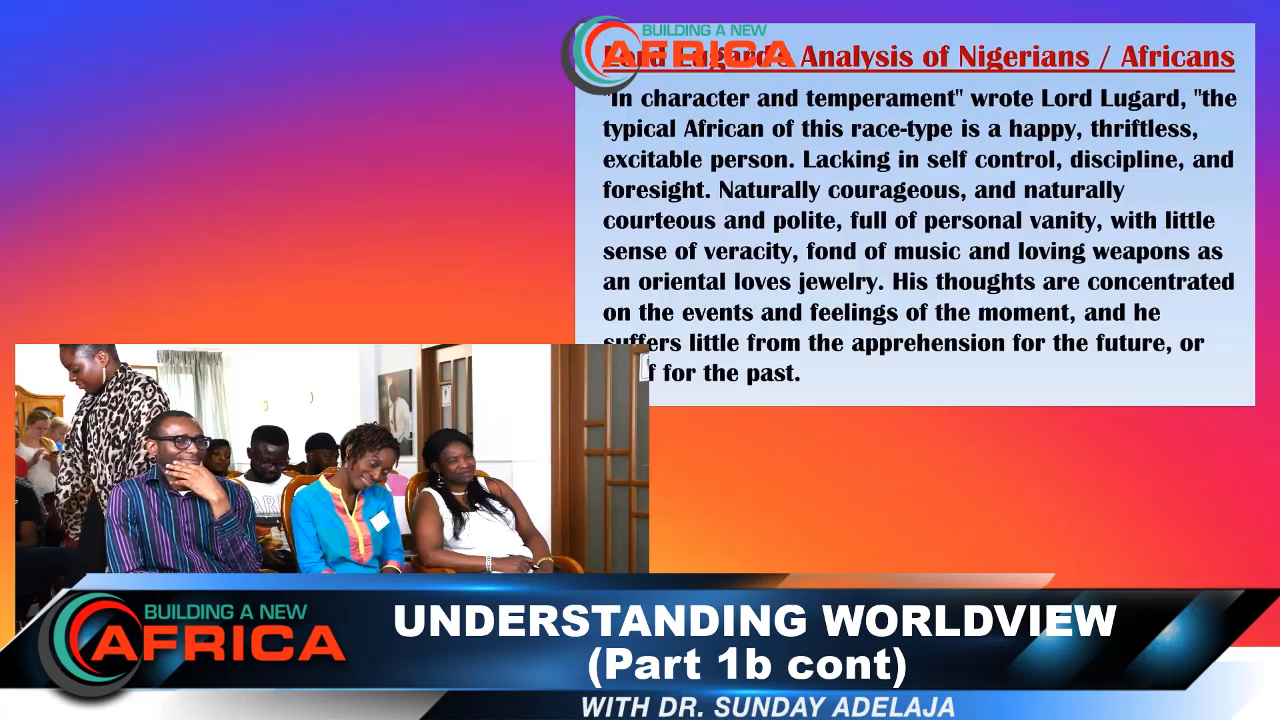 BUILDING A NEW
AFRICA
Analysis of Nigerians / Africans
"In character and temperament" wrote Lord Lugard, "the
typical African of this race-type is a happy, thriftless,
excitable person. Lacking in self control, discipline, and
foresight. Naturally courageous, and naturally
courteous and polite, full of personal vanity, with little
sense of veracity, fond of music and loving weapons as
an oriental loves jewelry. His thoughts are concentrated
on the events and feelings of the moment, and he
suffers little from the apprehension for the future, or
for the past.
BUILDING A NEW
AFRICA
UNDERSTANDING WORLDVIEW
(Part 1b cont)
WITH DR. SUNDAY ADELAJA